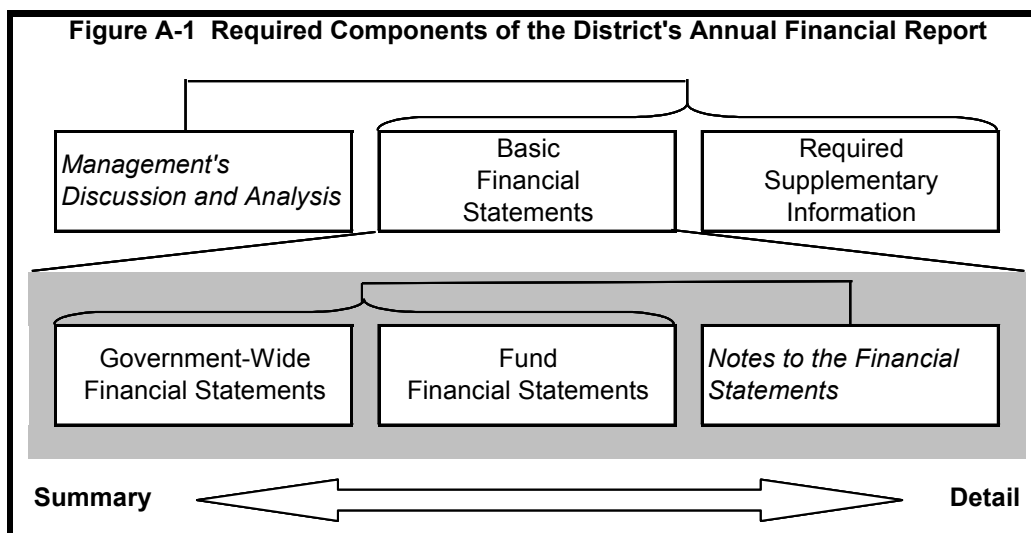 Figure A-1 Required Components of the District's Annual Financial Report
Management's
Discussion and Analysis
Basic
Financial
Statements
Required
Supplementary
Information
Government-Wide
Financial Statements
Fund
Financial Statements
Notes to the Financial
Statements
Summary
Detail